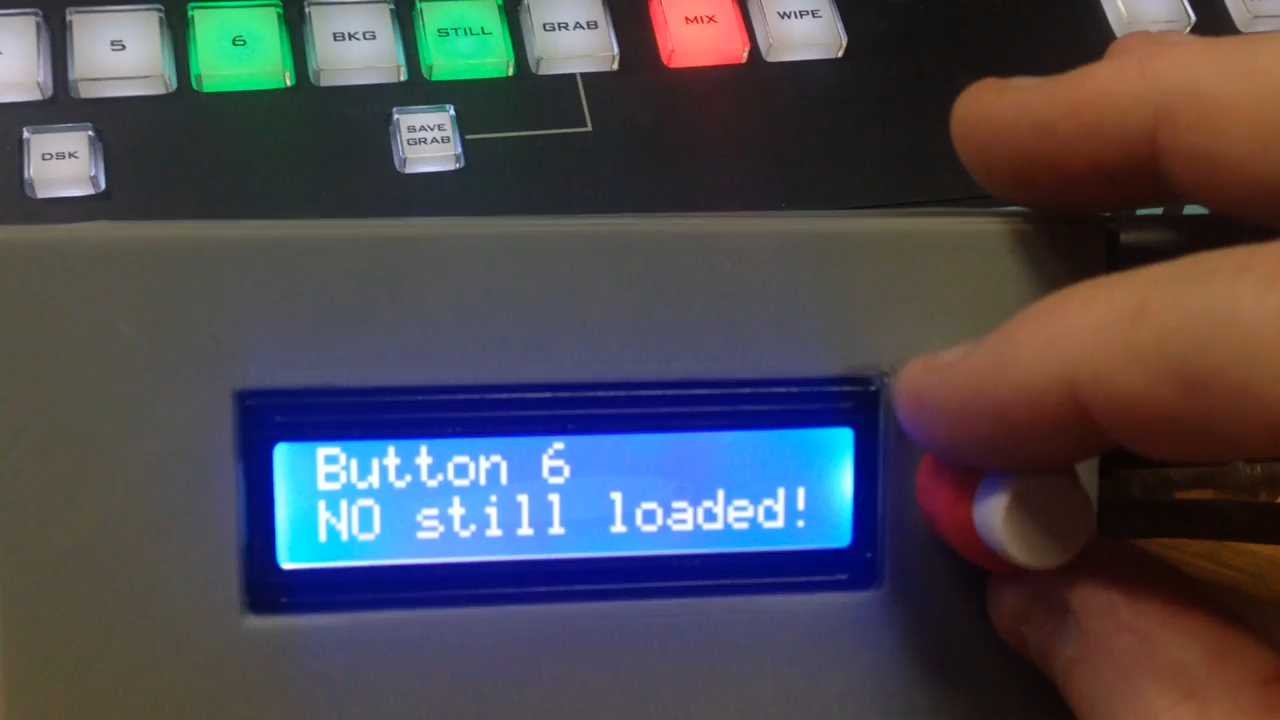 5
6
BKG
STILL
GRAB
MIX
WIPE
DSK
SAVE
GRAB
Button 6
NO still loaded!